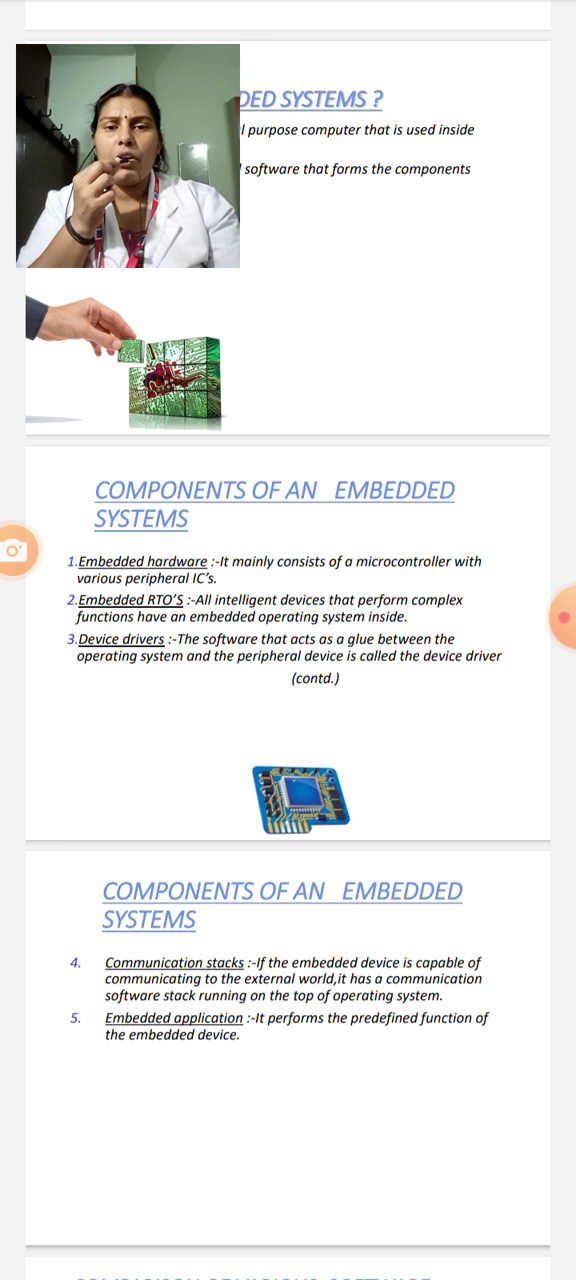 DED SYSTEMS ?
l purpose computer that is used inside
software that forms the components
COMPONENTS OF AN EMBEDDED
SYSTEMS
1.Embedded hardware :-It mainly consists of a microcontroller with
various peripheral IC's.
2.Embedded RTO'S :-All intelligent devices that perform complex
functions have an embedded operating system inside.
3.Device drivers :-The software that acts as a glue between the
operating system and the peripheral device is called the device driver
(contd.)
COMPONENTS OF AN EMBEDDED
SYSTEMS
4. Communication stacks :-If the embedded device is capable of
communicating to the external world,it has a communication
software stack running on the top of operating system.
5. Embedded application :-It performs the predefined function of
the embedded device.